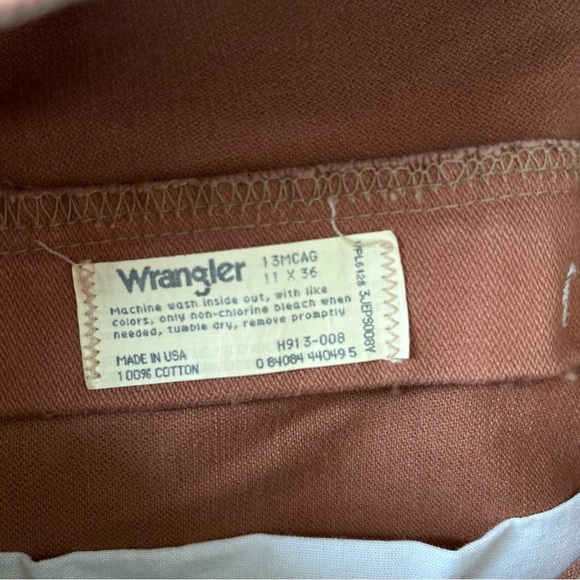 Wrangler 13MCAG
11 X 36
Machine wash inside out, with like
colors, only non-chlorine bleach when
needed, tumble dry, remove promptly
MADE IN USA H913-008
100% COTTON 0 84084 44049 5
3JEPS008Y